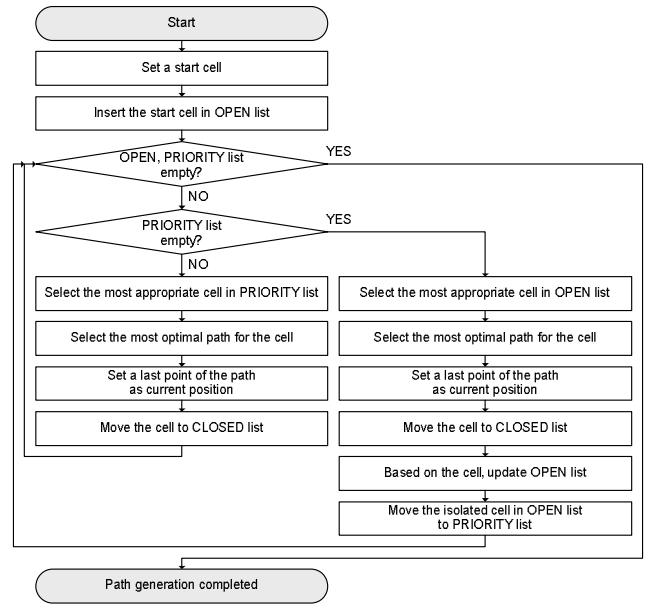 Start
Set a start cell
Insert the start cell in OPEN list
OPEN, PRIORITY list
empty?
YES
NO
PRIORITY list
empty?
YES
NO
Select the most appropriate cell in PRIORITY list
Select the most optimal path for the cell
Set a last point of the path
as current position
Move the cell to CLOSED list
Select the most appropriate cell in OPEN list
Select the most optimal path for the cell
Set a last point of the path
as current position
Move the cell to CLOSED list
Based on the cell, update OPEN list
Move the isolated cell in OPEN list
to PRIORITY list
Path generation completed